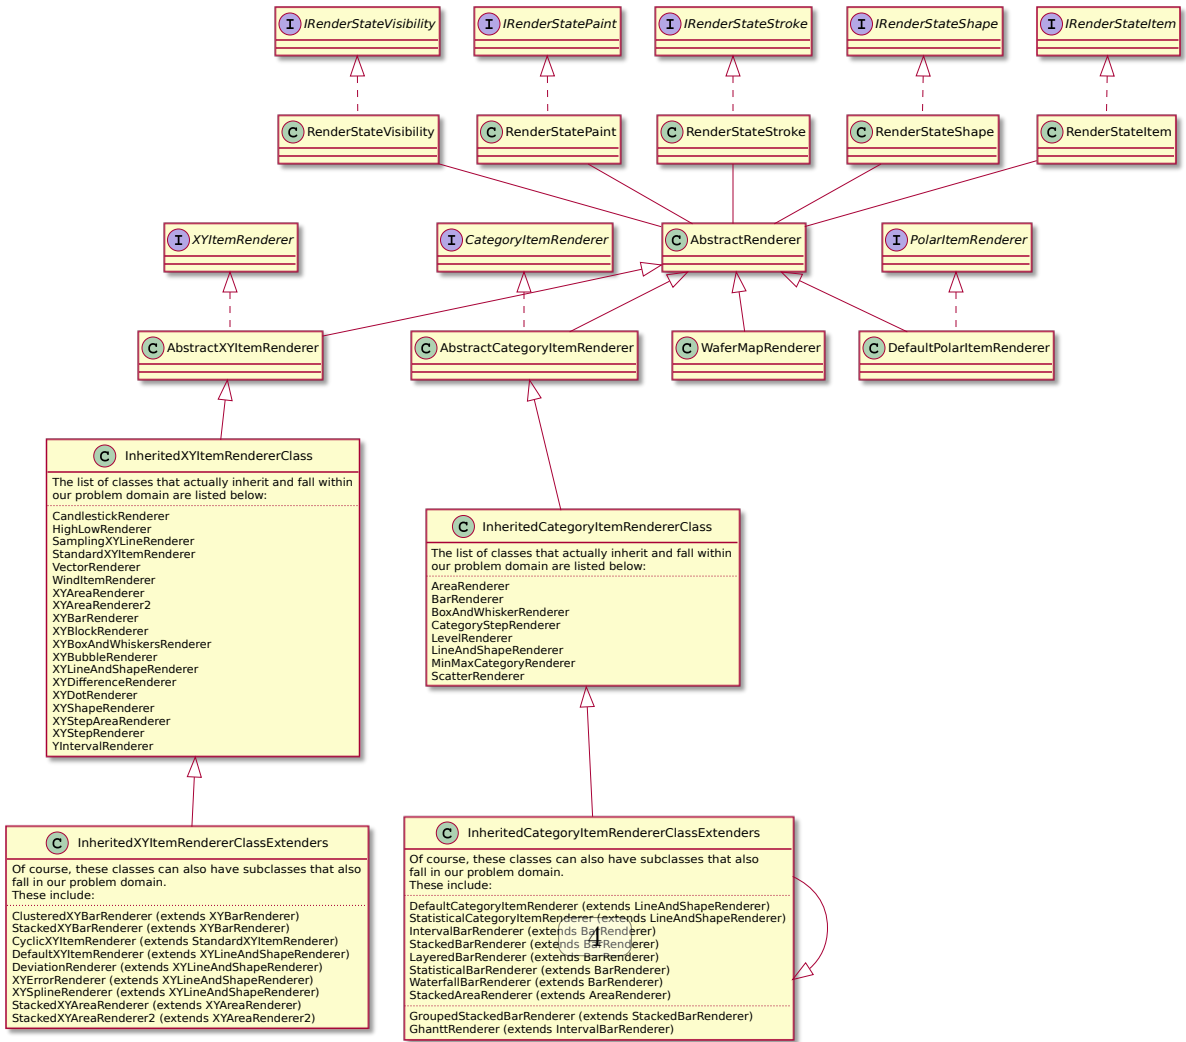 I IRenderStateVisibility
I IRenderStatePaint
I IRenderStateStroke
I IRenderStateShape
I IRenderStateItem
C RenderStateVisibility
C RenderStatePaint
C RenderStateStroke
C RenderStateShape
C RenderStateItem
I XYItemRenderer
I CategoryItemRenderer
C AbstractRenderer
I PolarItemRenderer
C AbstractXYItemRenderer
C AbstractCategoryItemRenderer
C WaferMapRenderer
C DefaultPolarItemRenderer
C InheritedXYItemRendererClass
The list of classes that actually inherit and fall within
our problem domain are listed below:
CandlestickRenderer
HighLowRenderer
SamplingXYLineRenderer
StandardXYItemRenderer
VectorRenderer
WindItemRenderer
XYAreaRenderer
XYAreaRenderer2
XYBarRenderer
XYBlockRenderer
XYBoxAndWhiskersRenderer
XYBubbleRenderer
XYLineAndShapeRenderer
XYDifferenceRenderer
XYDotRenderer
XYShapeRenderer
XYStepAreaRenderer
XYStepRenderer
YIntervalRenderer
C InheritedCategoryItemRendererClass
The list of classes that actually inherit and fall within
our problem domain are listed below:
AreaRenderer
BarRenderer
BoxAndWhiskerRenderer
CategoryStepRenderer
LevelRenderer
LineAndShapeRenderer
MinMaxCategoryRenderer
ScatterRenderer
C InheritedXYItemRendererClassExtenders
Of course, these classes can also have subclasses that also
fall in our problem domain.
These include:
ClusteredXYBarRenderer (extends XYBarRenderer)
StackedXYBarRenderer (extends XYBarRenderer)
CyclicXYItemRenderer (extends StandardXYItemRenderer)
DefaultXYItemRenderer (extends XYLineAndShapeRenderer)
DeviationRenderer (extends XYLineAndShapeRenderer)
XYErrorRenderer (extends XYLineAndShapeRenderer)
XYSplineRenderer (extends XYLineAndShapeRenderer)
StackedXYAreaRenderer (extends XYAreaRenderer)
StackedXYAreaRenderer2 (extends XYAreaRenderer2)
C InheritedCategoryItemRendererClassExtenders
Of course, these classes can also have subclasses that also
fall in our problem domain.
These include:
DefaultCategoryItemRenderer (extends LineAndShapeRenderer)
StatisticalCategoryItemRenderer (extends LineAndShapeRenderer)
IntervalBarRenderer (extends BarRenderer)
StackedBarRenderer (extends BarRenderer)
LayeredBarRenderer (extends BarRenderer)
StatisticalBarRenderer (extends BarRenderer)
WaterfallBarRenderer (extends BarRenderer)
StackedAreaRenderer (extends AreaRenderer)
GroupedStackedBarRenderer (extends StackedBarRenderer)
GhanttRenderer (extends IntervalBarRenderer)
4